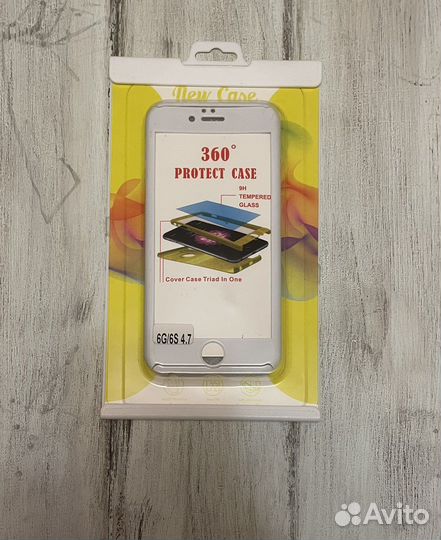 New Case
360°
PROTECT CASE
9H
TEMPERED
GLASS
Cover Case Triad In One
6G/6S 4.7
Avito